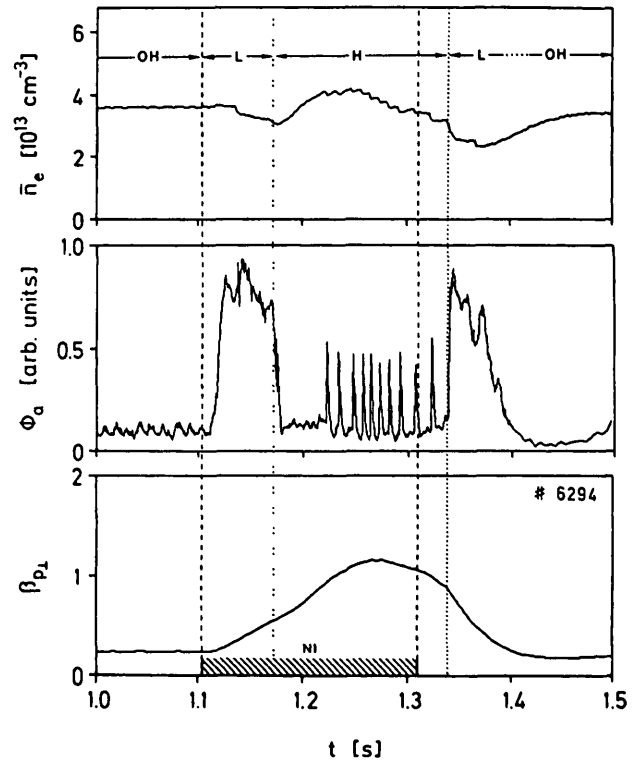 6
4
2
0
n̄e [10¹³ cm⁻³]
OH L H L OH
1.0
0.5
0
Φa [arb. units]
2
1
0
βp⊥
# 6294
NI
1.0 1.1 1.2 1.3 1.4 1.5
t [s]